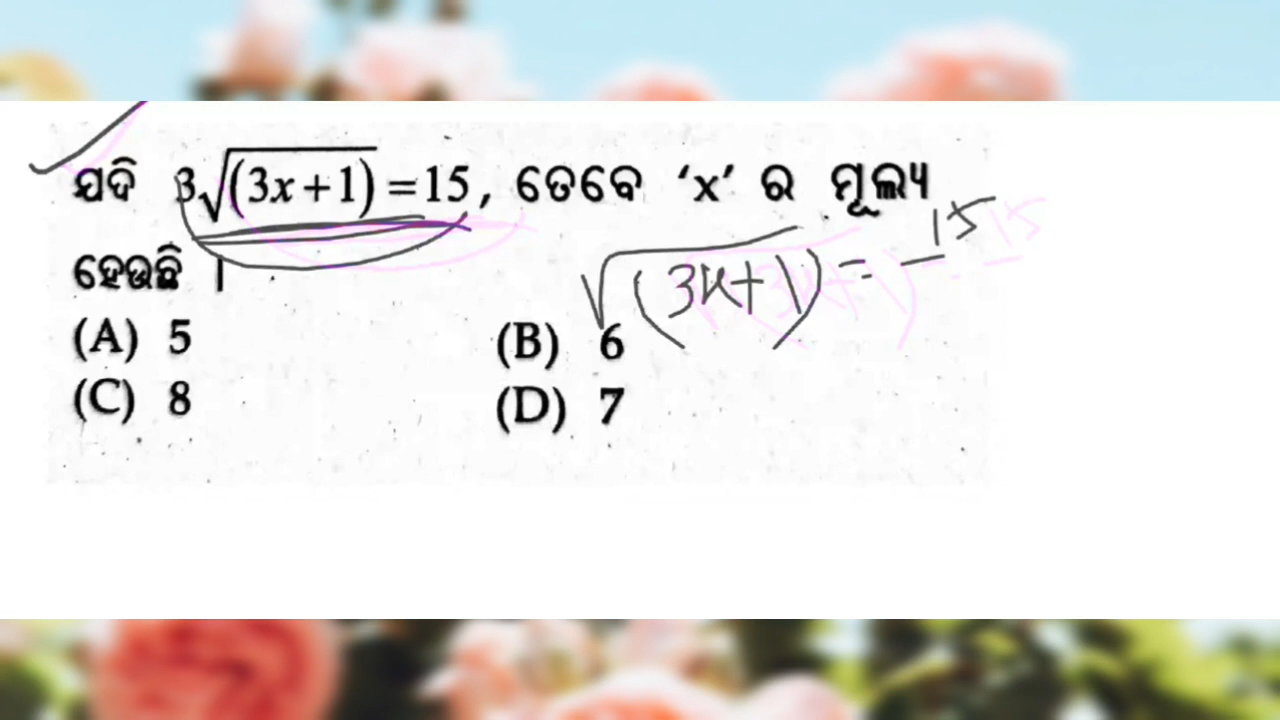 ଯଦି 3√(3x+1) = 15, ତେବେ ‘x’ ର ମୂଲ୍ୟ
ହେଉଛି ।
√(3x+1) = 15
(A) 5 (B) 6
(C) 8 (D) 7